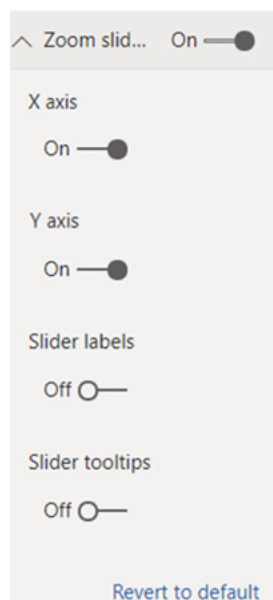 Zoom slid... On
X axis
On
Y axis
On
Slider labels
Off
Slider tooltips
Off
Revert to default